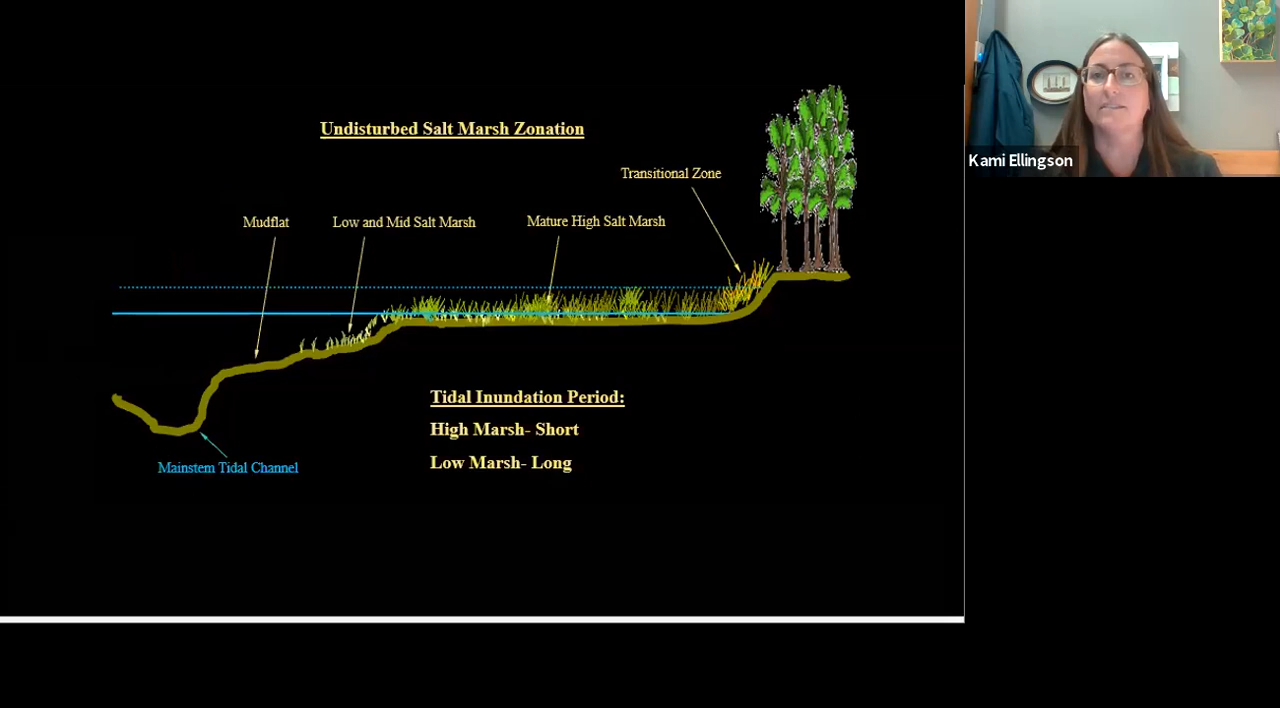 Undisturbed Salt Marsh Zonation
Kami Ellingson
Transitional Zone
Mudflat
Low and Mid Salt Marsh
Mature High Salt Marsh
Tidal Inundation Period:
High Marsh- Short
Low Marsh- Long
Mainstem Tidal Channel